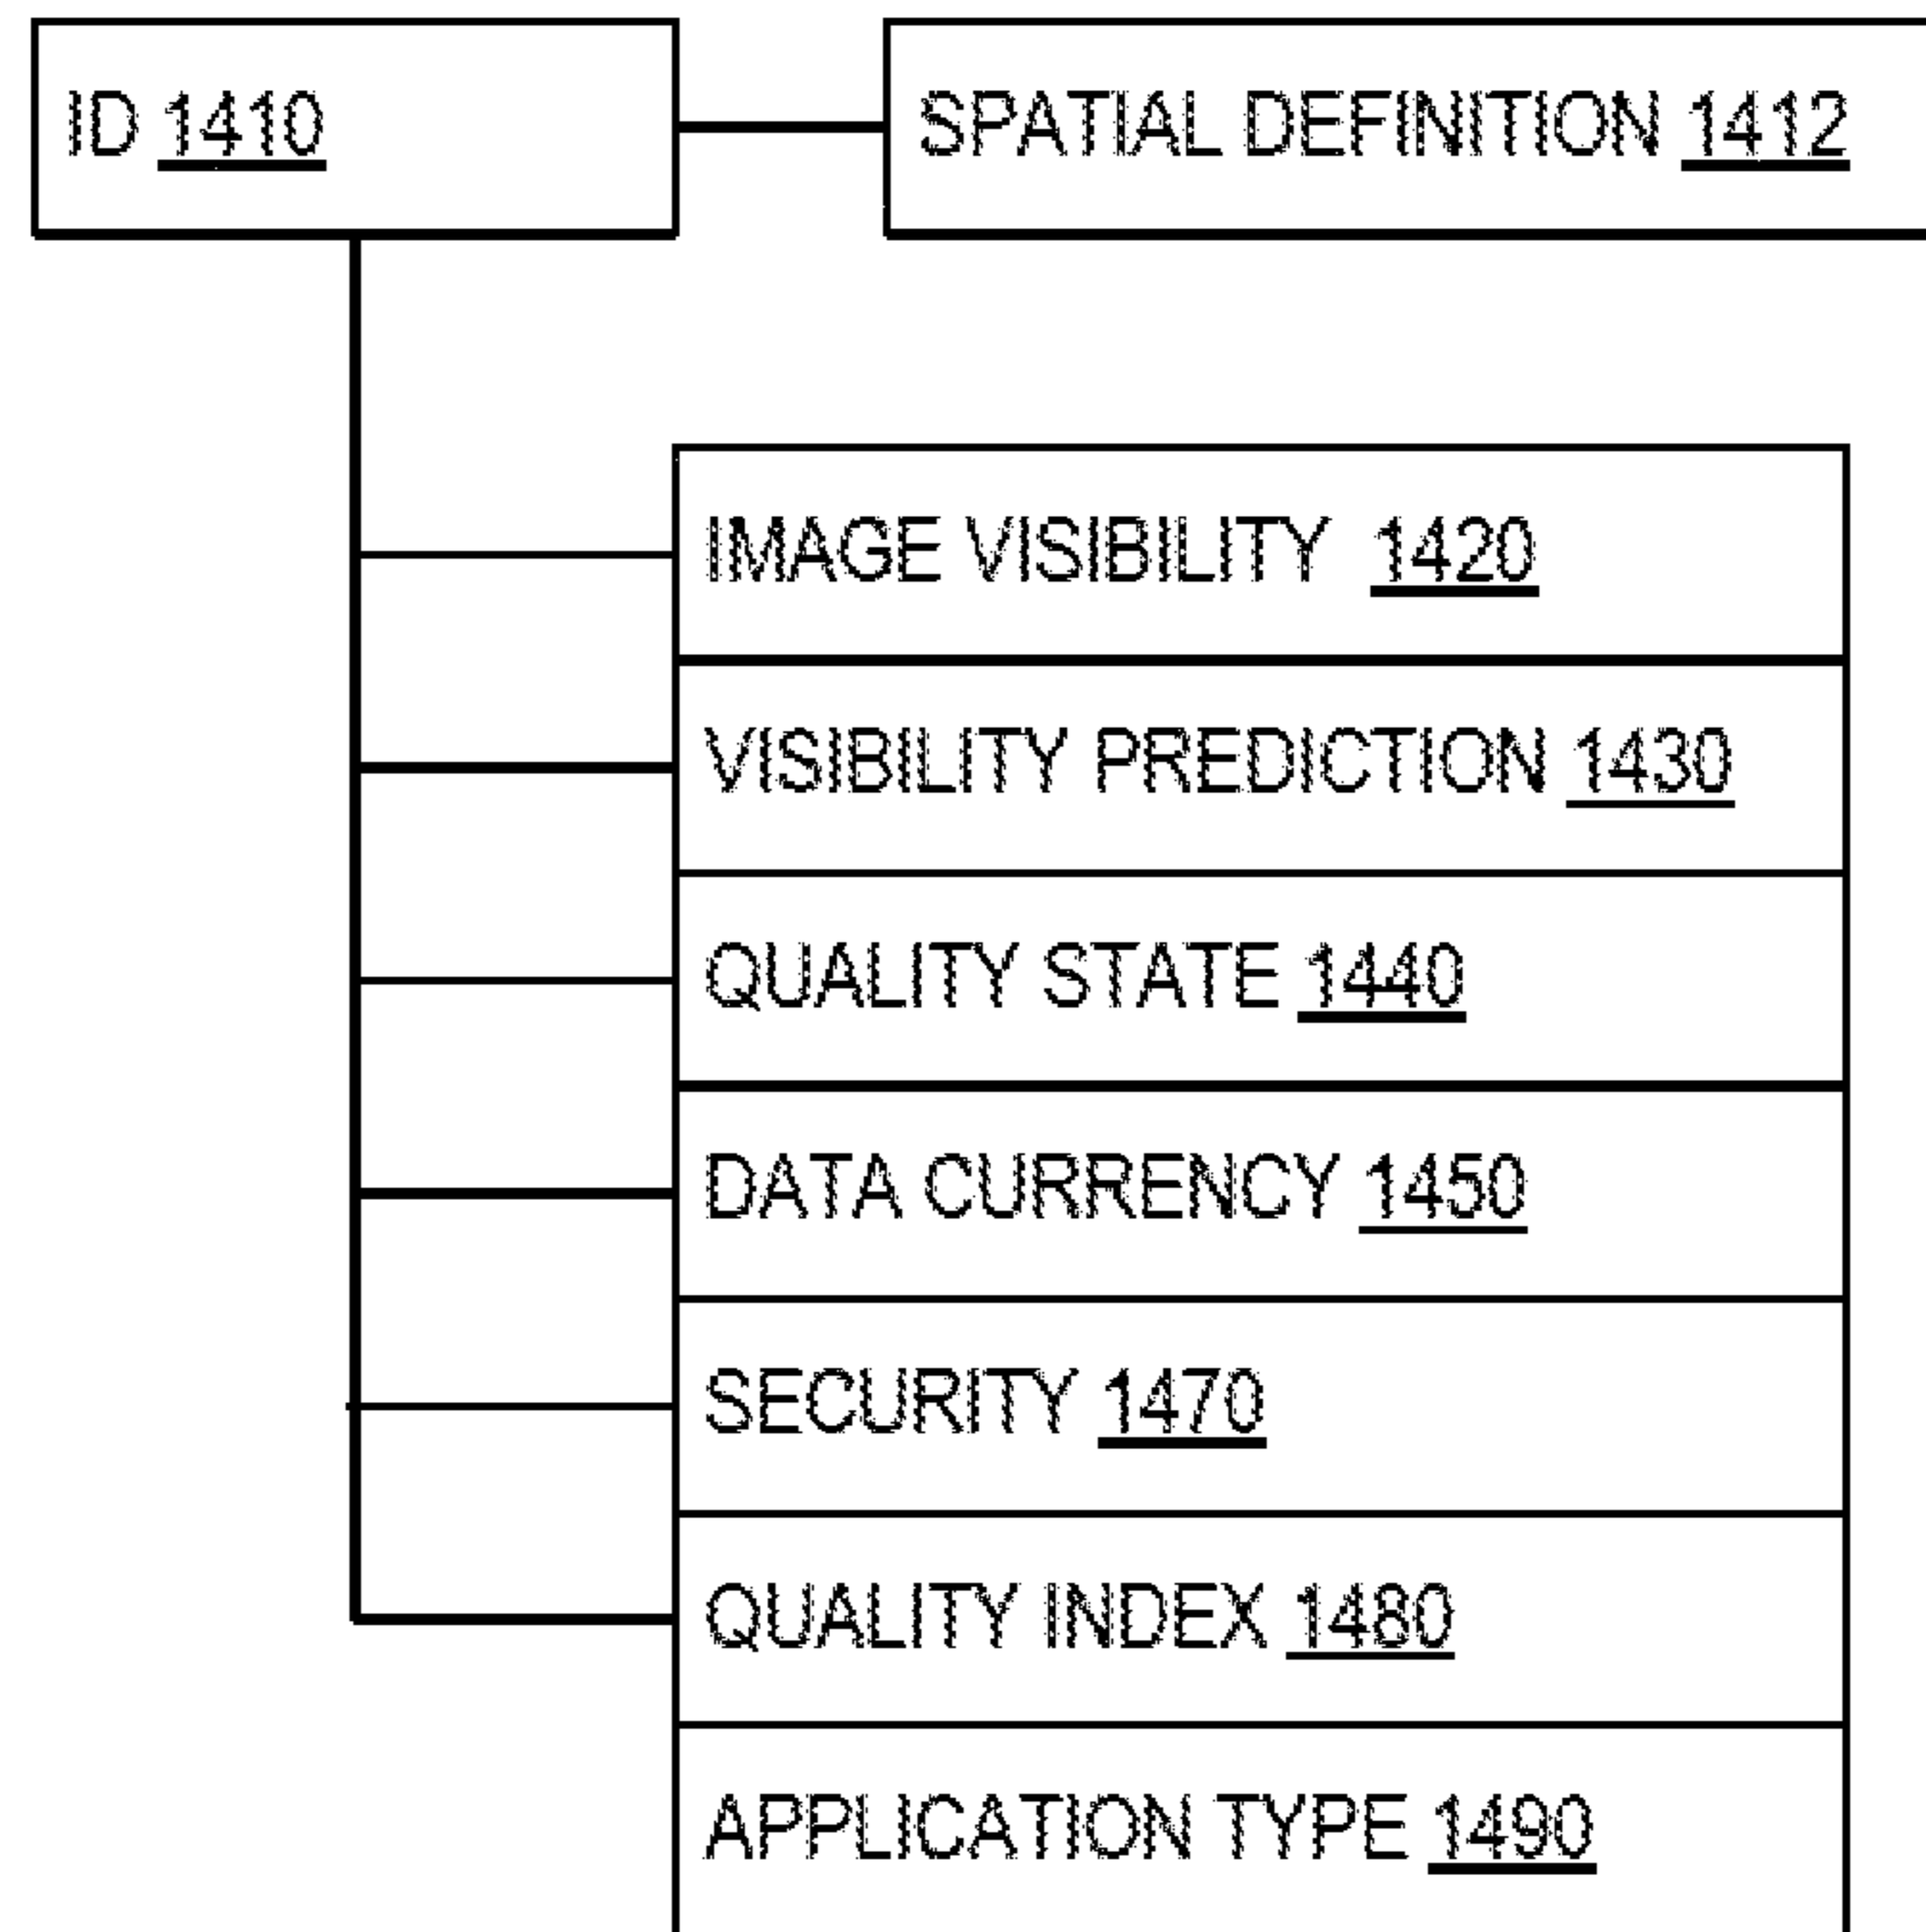 ID 1410
SPATIAL DEFINITION 1412
IMAGE VISIBILITY 1420
VISIBILITY PREDICTION 1430
QUALITY STATE 1440
DATA CURRENCY 1450
SECURITY 1470
QUALITY INDEX 1480
APPLICATION TYPE 1490